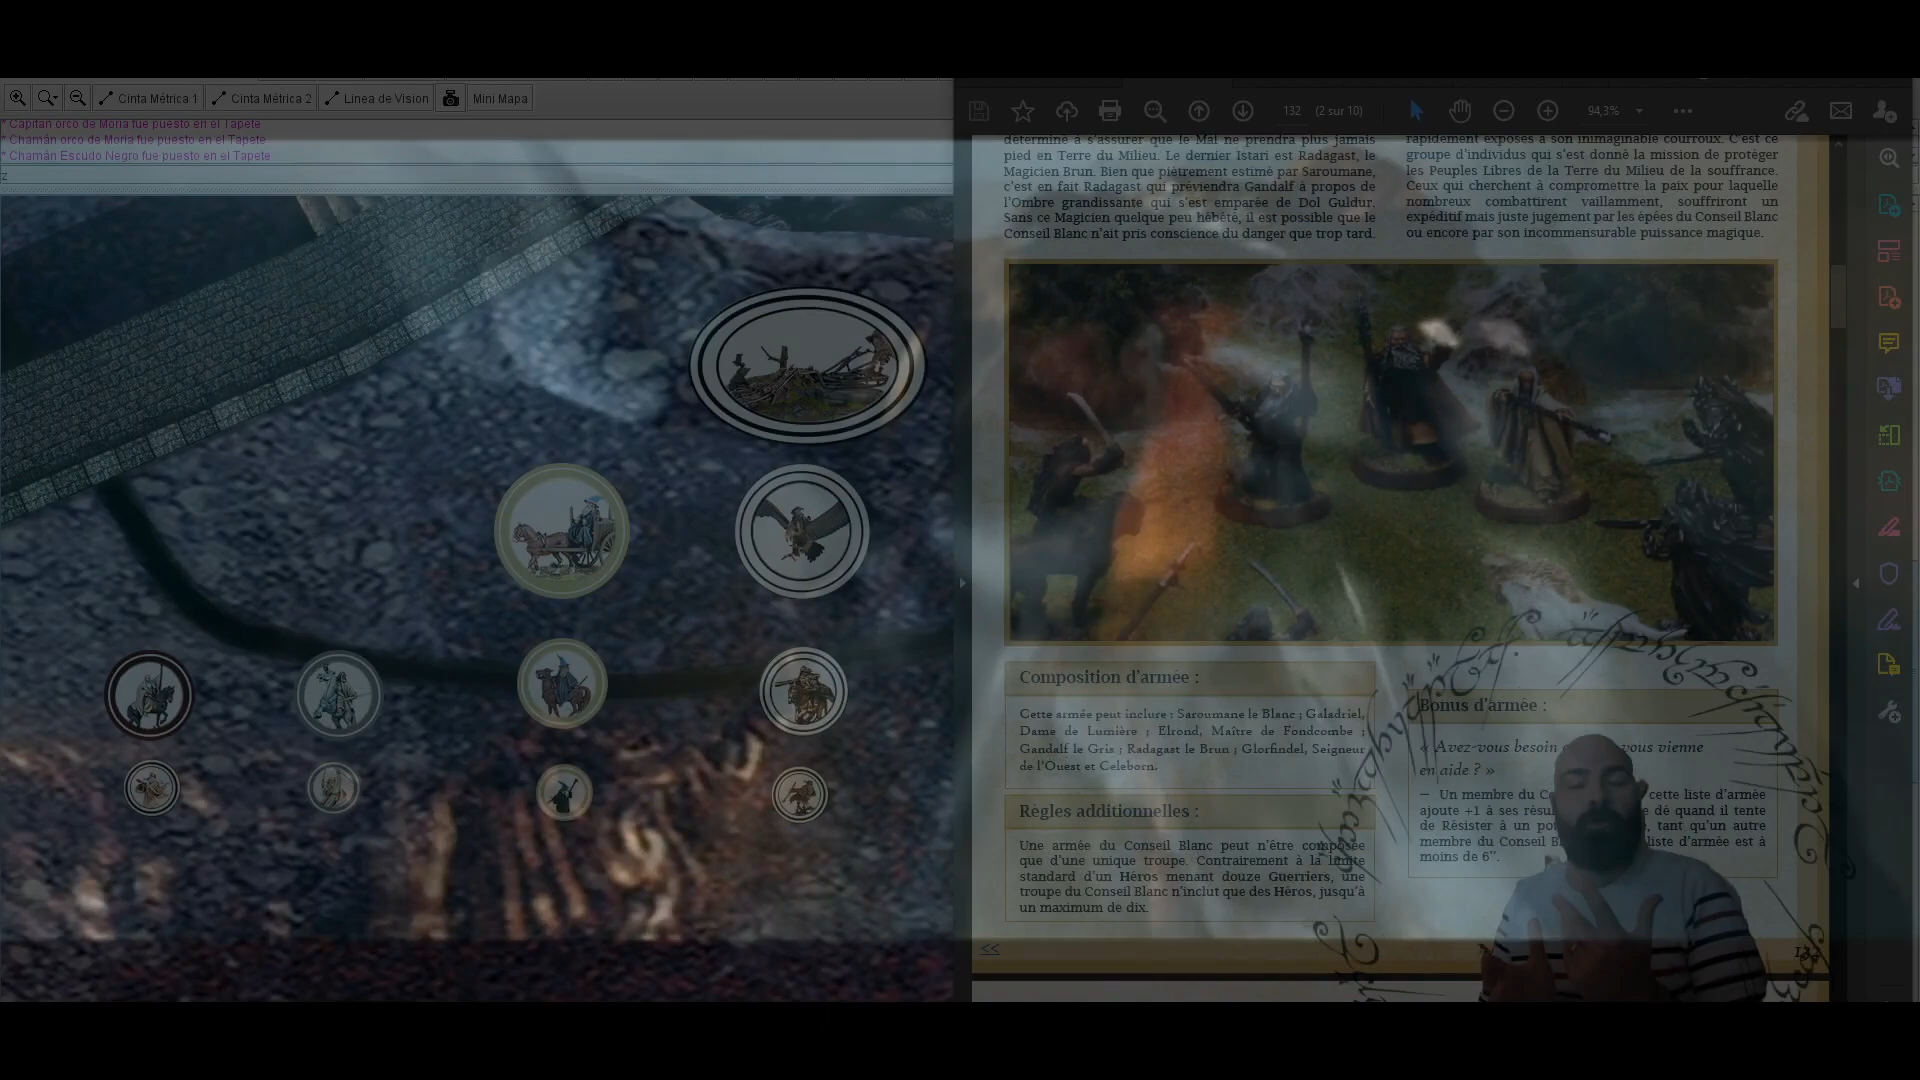 Cinta Métrica 1
Cinta Métrica 2
Linea de Vision
Mini Mapa
* Capitán orco de Moria fue puesto en el Tapete
* Chamán orco de Moria fue puesto en el Tapete
* Chamán Escudo Negro fue puesto en el Tapete
z
132
(2 sur 10)
94,3%
déterminé à s'assurer que le Mal ne prendra plus jamais
pied en Terre du Milieu. Le dernier Istari est Radagast, le
Magicien Brun. Bien que piètrement estimé par Saroumane,
c'est en fait Radagast qui préviendra Gandalf à propos de
l'Ombre grandissante qui s'est emparée de Dol Guldur.
Sans ce Magicien quelque peu hébété, il est possible que le
Conseil Blanc n'ait pris conscience du danger que trop tard.
rapidement exposés à son inimaginable courroux. C'est ce
groupe d'individus qui s'est donné la mission de protéger
les Peuples Libres de la Terre du Milieu de la souffrance.
Ceux qui cherchent à compromettre la paix pour laquelle
nombreux combattirent vaillamment, souffriront un
expéditif mais juste jugement par les épées du Conseil Blanc
ou encore par son incommensurable puissance magique.
Composition d'armée :
Cette armée peut inclure : Saroumane le Blanc ; Galadriel,
Dame de Lumière ; Elrond, Maître de Fondcombe ;
Gandalf le Gris ; Radagast le Brun ; Glorfindel, Seigneur
de l'Ouest et Celeborn.
Règles additionnelles :
Une armée du Conseil Blanc peut n'être composée
que d'une unique troupe. Contrairement à la limite
standard d'un Héros menant douze Guerriers, une
troupe du Conseil Blanc n'inclut que des Héros, jusqu'à
un maximum de dix.
Bonus d'armée :
« Avez-vous besoin vous vienne
en aide ? »
— Un membre du cette liste d'armée
ajoute +1 à ses dé quand il tente
de Résister à un tant qu'un autre
membre du Conseil liste d'armée est à
moins de 6".
<<